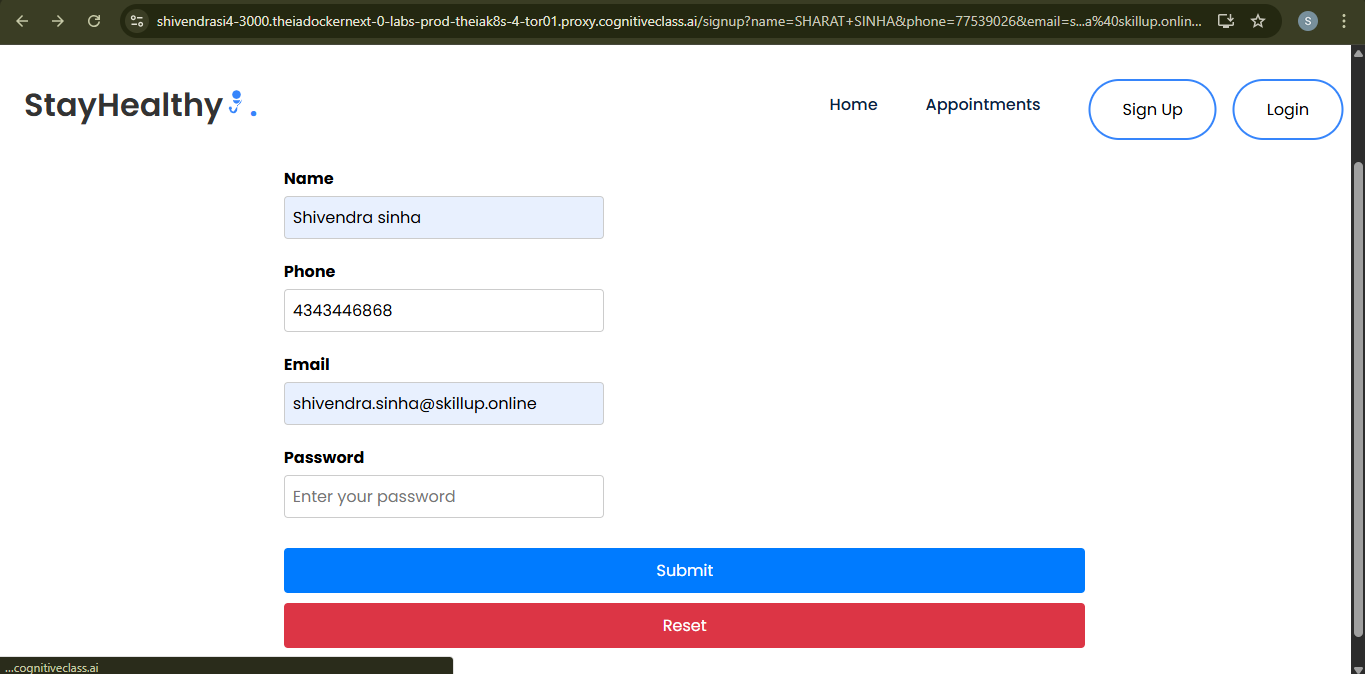 shivendrasi4-3000.theiadockernext-0-labs-prod-theiak8s-4-tor01.proxy.cognitiveclass.ai/signup?name=SHARAT+SINHA&phone=77539026&email=s...a%40skillup.onlin...
S
StayHealthy.
Home Appointments Sign Up Login
Name
Shivendra sinha
Phone
4343446868
Email
shivendra.sinha@skillup.online
Password
Enter your password
Submit
Reset
...cognitiveclass.ai